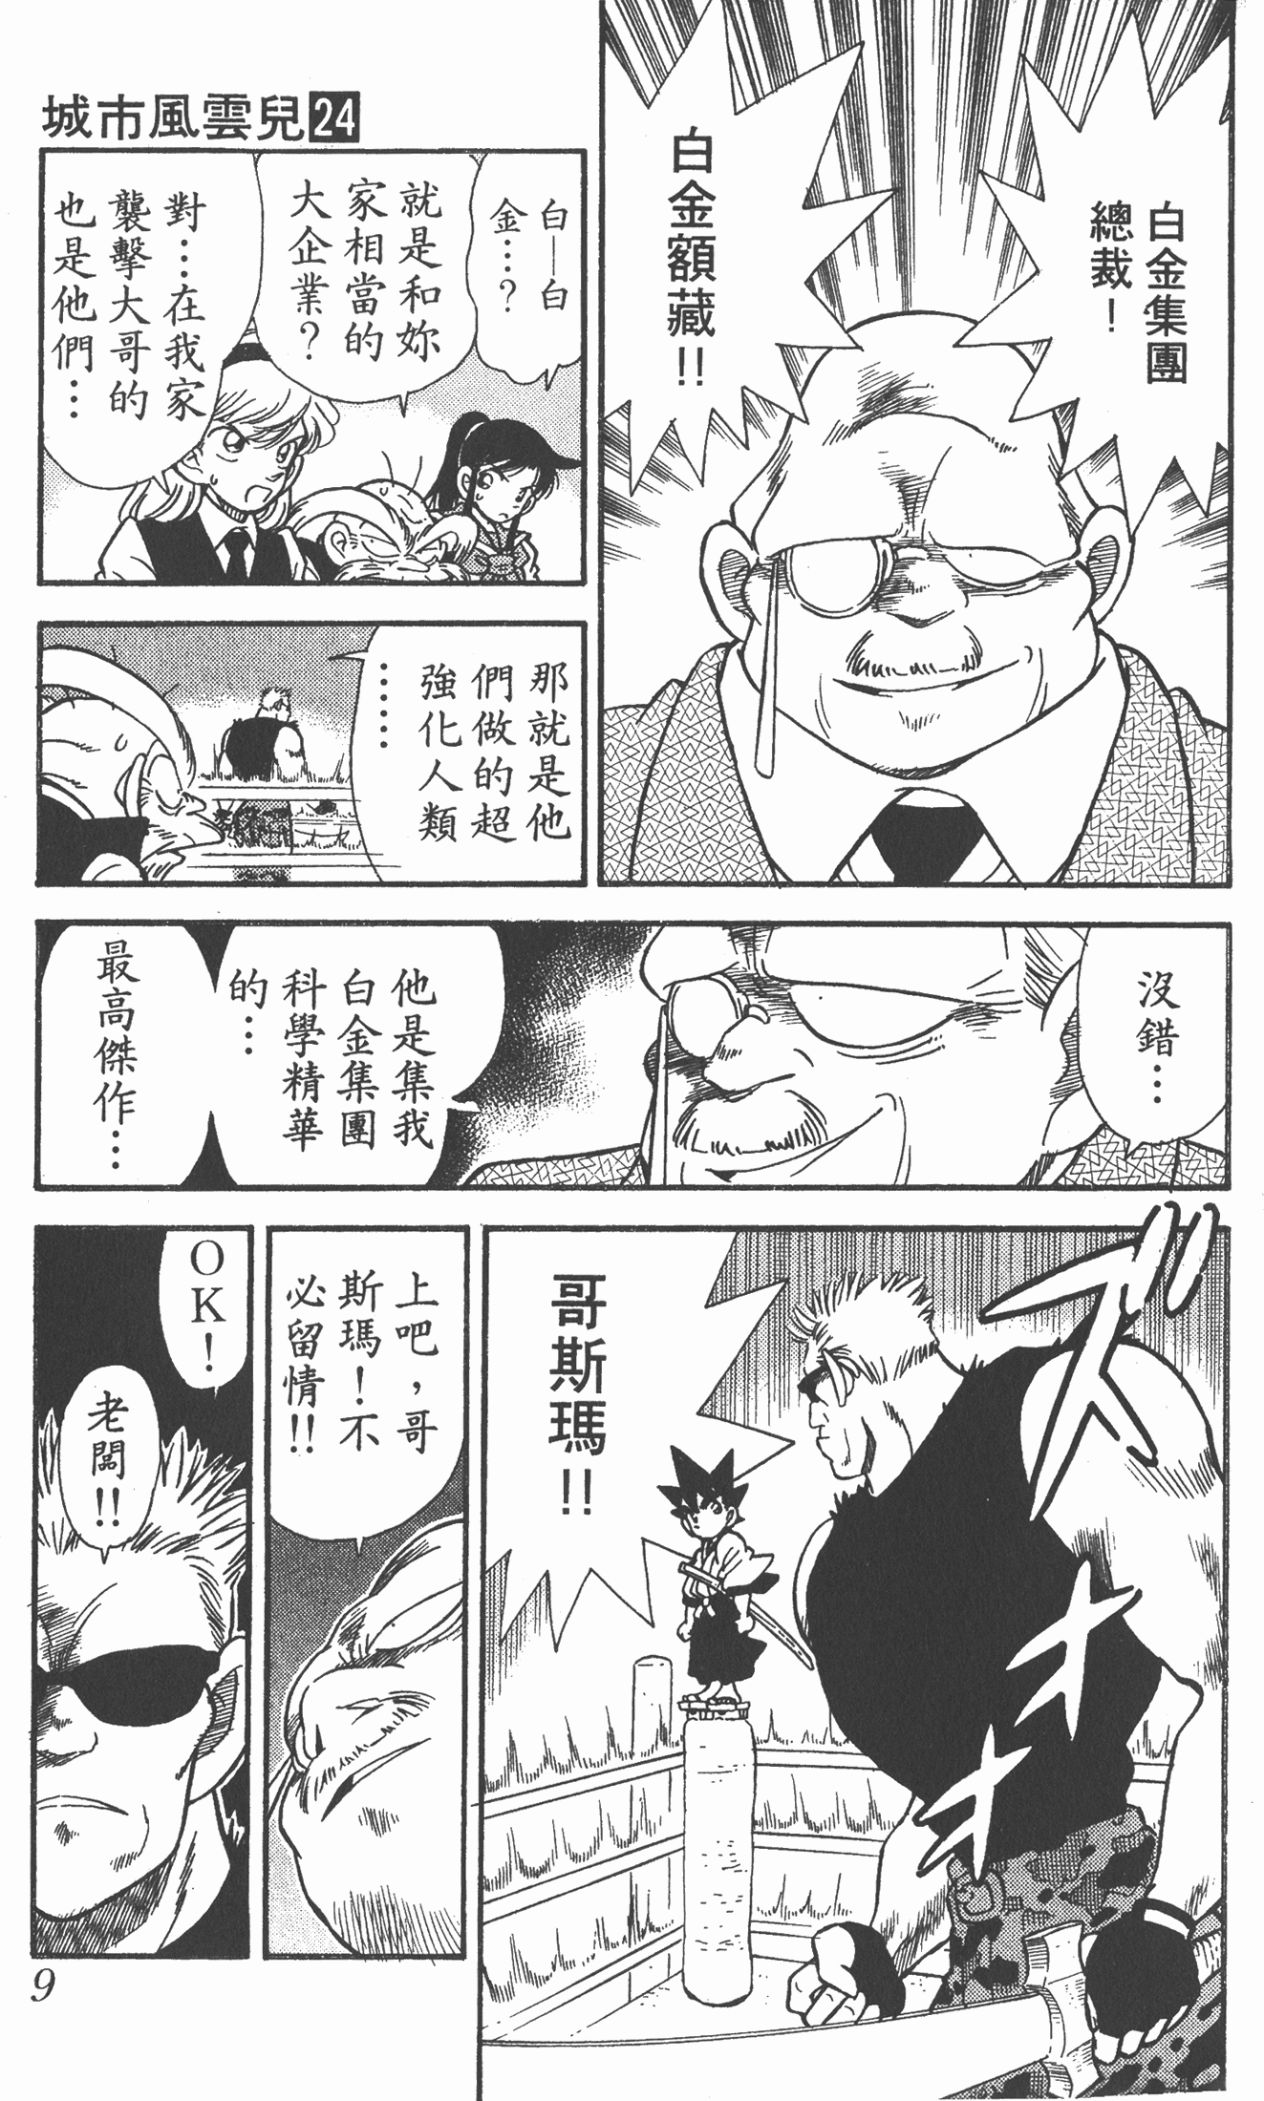 城市風雲兒24
白金集團
總裁！
白金額藏!!
白—白
金…？
就是和妳
家相當的
大企業？
對…在我家
襲擊大哥的
也是他們…
那就是他
們做的超
強化人類
……
沒錯…
他是集我
白金集團
科學精華
的…
最高傑作…
ズズ
哥斯瑪!!
上吧，哥
斯瑪！不
必留情!!
OK！
老闆!!
9